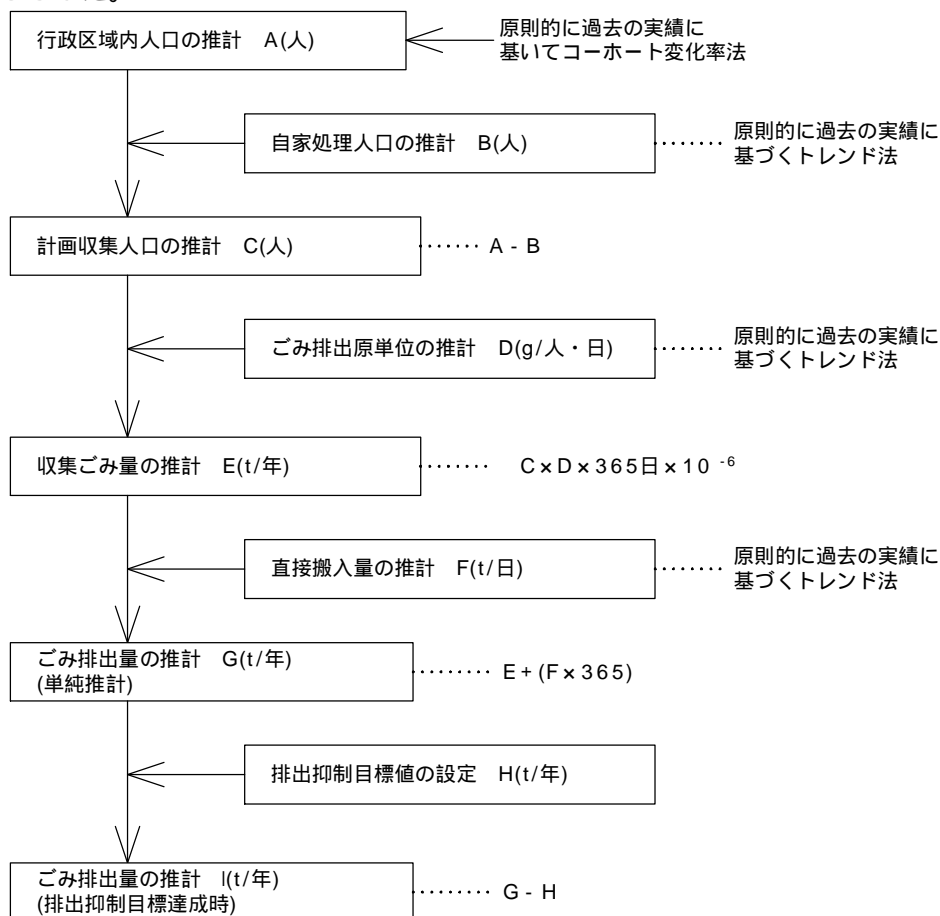 行政区域内人口の推計 A(人)
原則的に過去の実績に
基いてコーホート変化率法
自家処理人口の推計 B(人)
原則的に過去の実績に
基づくトレンド法
計画収集人口の推計 C(人)
A - B
ごみ排出原単位の推計 D(g/人・日)
原則的に過去の実績に
基づくトレンド法
収集ごみ量の推計 E(t/年)
C×D×365日×10 -6
直接搬入量の推計 F(t/日)
原則的に過去の実績に
基づくトレンド法
ごみ排出量の推計 G(t/年)
(単純推計)
E+(F×365)
排出抑制目標値の設定 H(t/年)
ごみ排出量の推計 I(t/年)
(排出抑制目標達成時)
G - H